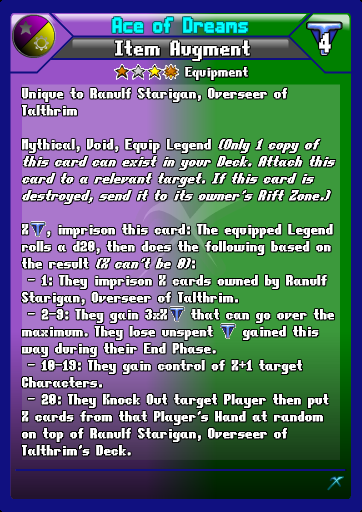 Ace of Dreams
Item Augment
4
Equipment
Unique to Ranulf Starigan, Overseer of
Talthrim
Mythical, Void, Equip Legend (Only 1 copy of
this card can exist in your Deck. Attach this
card to a relevant target. If this card is
destroyed, send it to its owner's Rift Zone.)
X , imprison this card: The equipped Legend
rolls a d20, then does the following based on
the result (X can't be 0):
- 1: They imprison X cards owned by Ranulf
Starigan, Overseer of Talthrim.
- 2-9: They gain 3xX that can go over the
maximum. They lose unspent gained this
way during their End Phase.
- 10-19: They gain control of X+1 target
Characters.
- 20: They Knock Out target Player then put
X cards from that Player's Hand at random
on top of Ranulf Starigan, Overseer of
Talthrim's Deck.